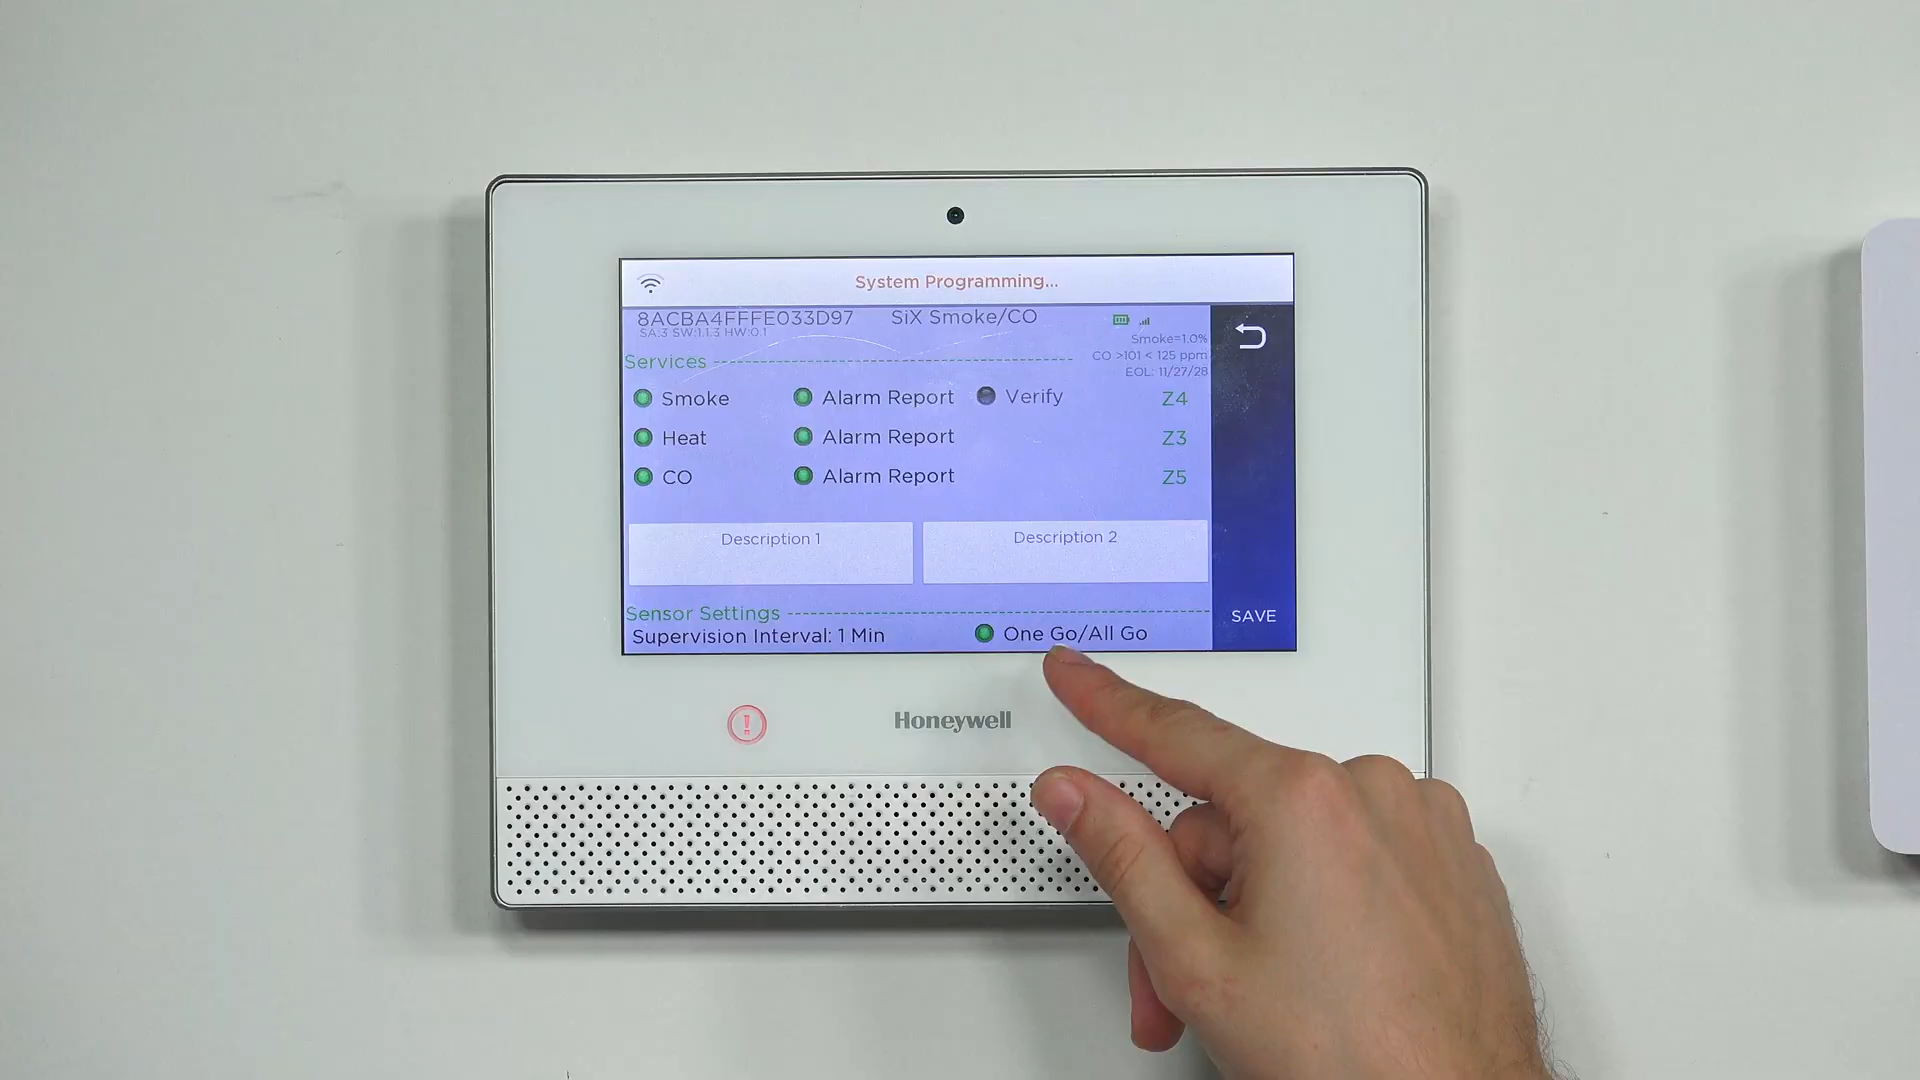 System Programming...
8ACBA4FFFE033D97 SiX Smoke/CO
SA:3 SW:1.1.3 HW:0.1
Smoke=1.0%
CO >101 < 125 ppm
EOL: 11/27/28
Services
Smoke Alarm Report Verify Z4
Heat Alarm Report Z3
CO Alarm Report Z5
Description 1 Description 2
Sensor Settings
Supervision Interval: 1 Min One Go/All Go
SAVE
Honeywell